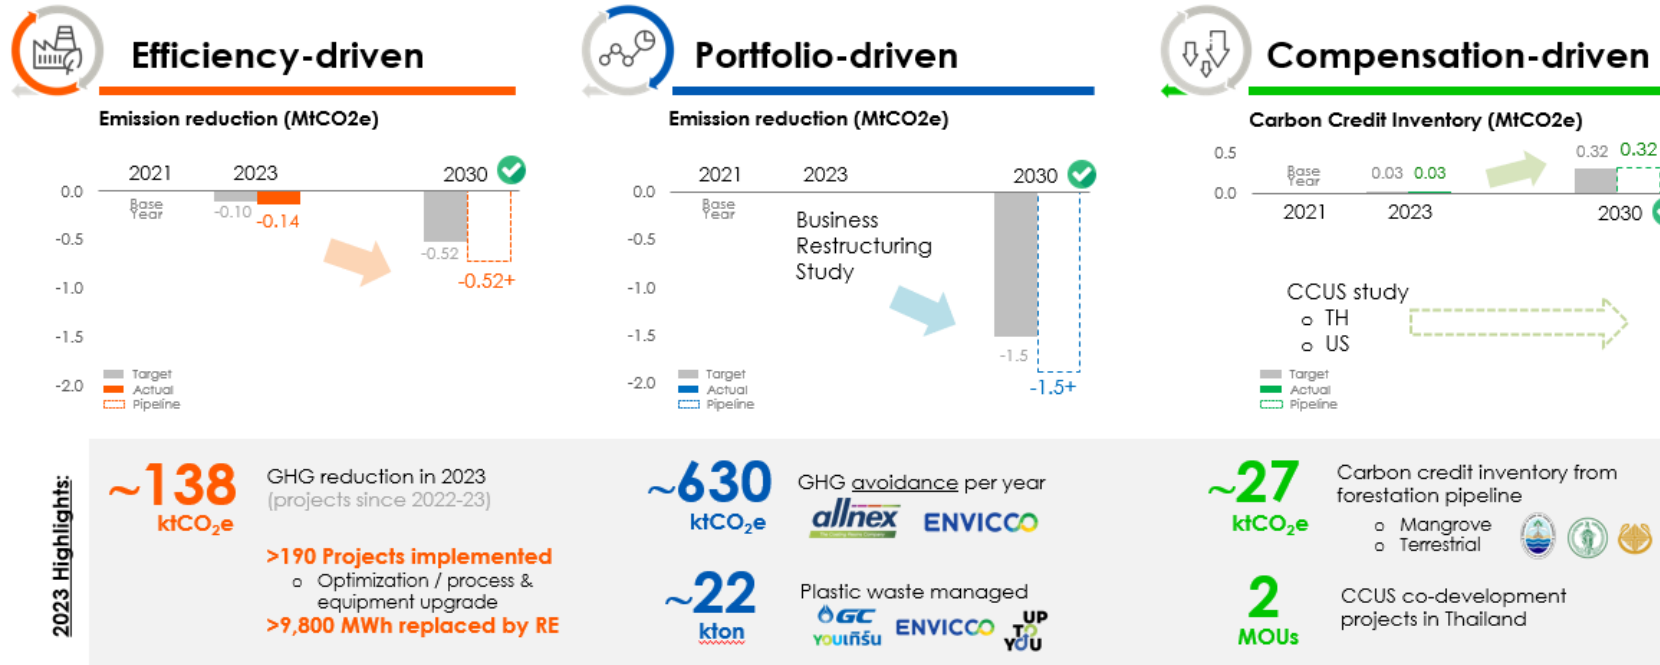 Efficiency-driven
Emission reduction (MtCO2e)
2021
2023
2030
0.0
Base
Year
-0.10
-0.14
-0.5
-0.52
-0.52+
-1.0
-1.5
-2.0
Target
Actual
Pipeline
Portfolio-driven
Emission reduction (MtCO2e)
2021
2023
2030
0.0
Base
Year
Business
Restructuring
Study
-0.5
-1.0
-1.5
-1.5
-1.5+
-2.0
Target
Actual
Pipeline
Compensation-driven
Carbon Credit Inventory (MtCO2e)
0.5
0.32 0.32
Base
Year
0.03 0.03
0.0
2021
2023
2030
CCUS study
o TH
o US
Target
Actual
Pipeline
2023 Highlights:
~138
ktCO₂e
GHG reduction in 2023
(projects since 2022-23)
>190 Projects implemented
o Optimization / process &
equipment upgrade
>9,800 MWh replaced by RE
~630
ktCO₂e
GHG avoidance per year
allnex
ENVICCO
~22
kton
Plastic waste managed
GC
YOUเทิร์น
ENVICCO
UP
TO
YOU
~27
ktCO₂e
Carbon credit inventory from
forestation pipeline
o Mangrove
o Terrestrial
2
MOUs
CCUS co-development
projects in Thailand